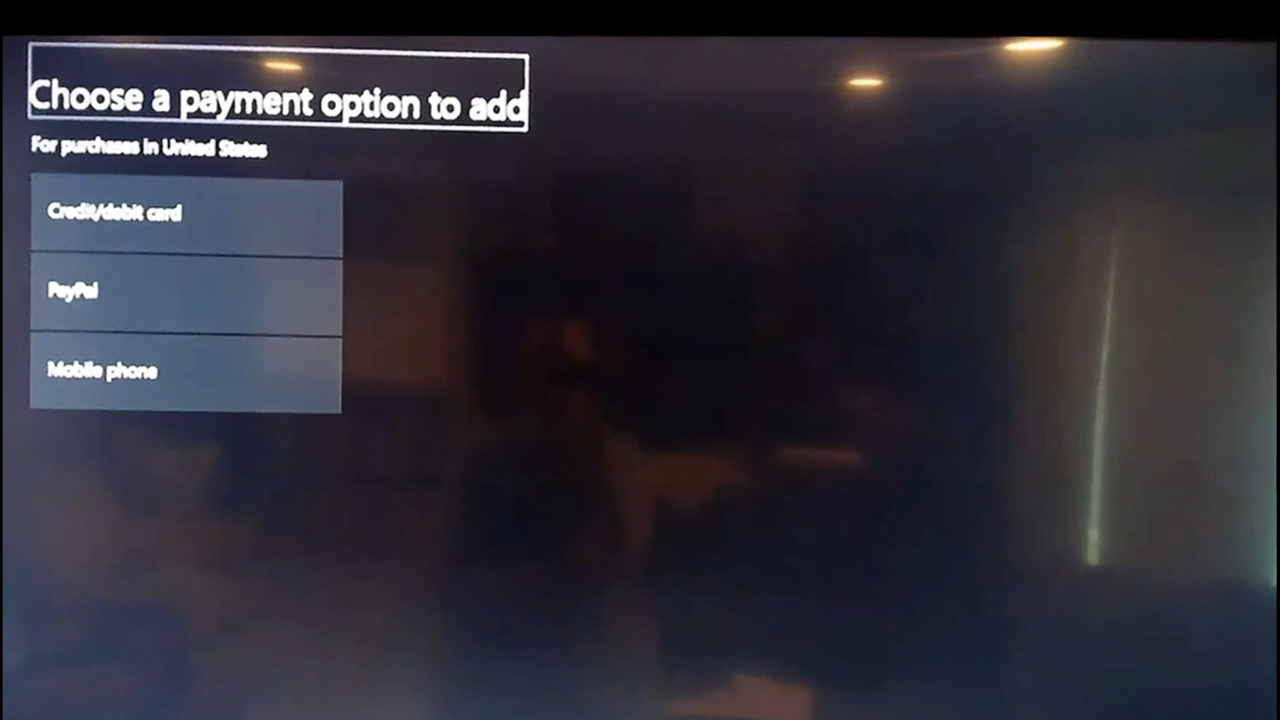 Choose a payment option to add
For purchases in United States
Credit/debit card
PayPal
Mobile phone